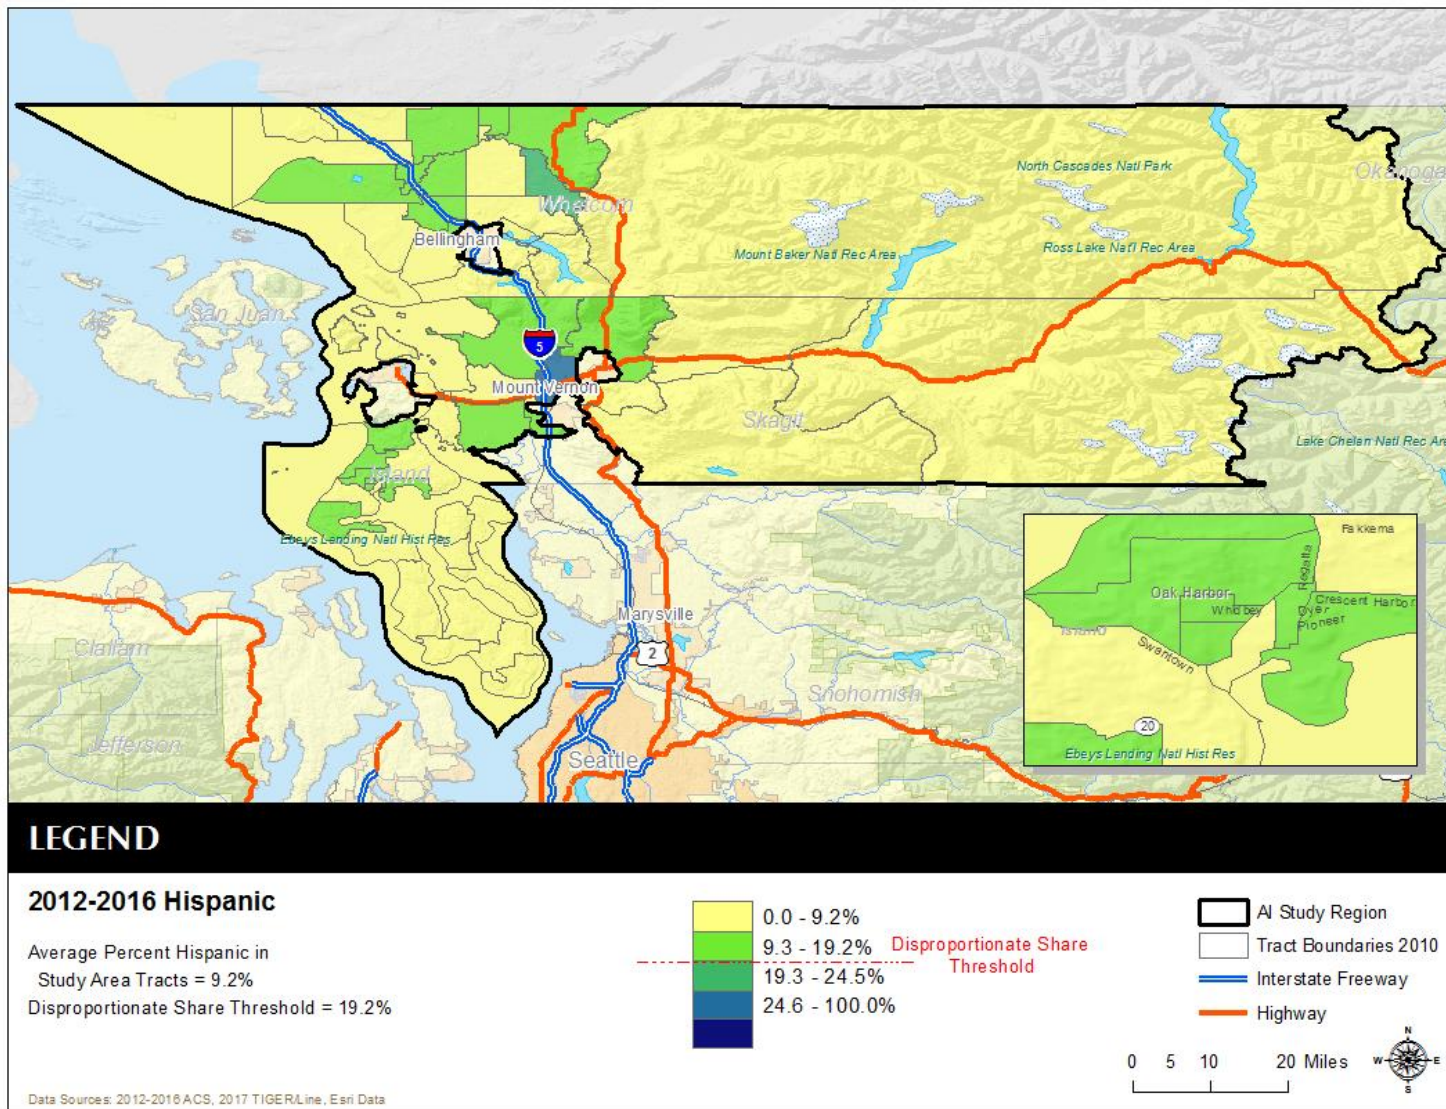 North Cascades Natl Park
Okanoga
Whatcom
Bellingham
Mount Baker Natl Rec Area
Ross Lake Natl Rec Area
San Juan
5
Mount Vernon
Skagit
Lake Chelan Natl Rec Are
Island
Ebeys Landing Natl Hist Res
Marysville
2
Clallam
Snohomish
Jefferson
Seattle
Fakkema
Regatta
Oak Harbor
Whidbey
Crescent Harbor
Oyer
Pioneer
Island
Swantown
20
Ebeys Landing Natl Hist Res
LEGEND
2012-2016 Hispanic
Average Percent Hispanic in
Study Area Tracts = 9.2%
Disproportionate Share Threshold = 19.2%
0.0 - 9.2%
9.3 - 19.2%
19.3 - 24.5%
24.6 - 100.0%
Disproportionate Share
Threshold
AI Study Region
Tract Boundaries 2010
Interstate Freeway
Highway
0 5 10 20 Miles
N
W E
S
Data Sources: 2012-2016 ACS, 2017 TIGER/Line, Esri Data